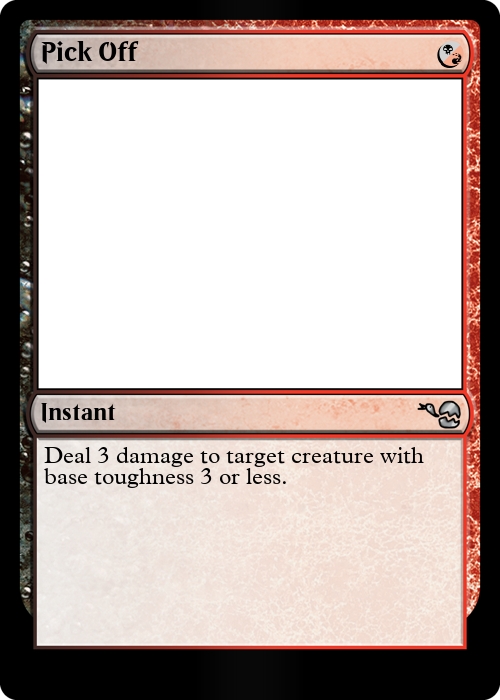 Pick Off
Instant
Deal 3 damage to target creature with
base toughness 3 or less.